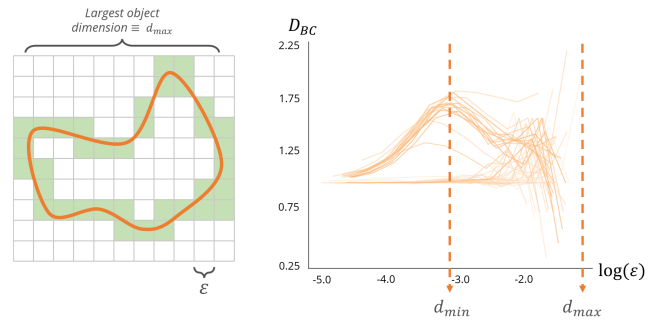 Largest object
dimension ≡ d_max
ε
D_BC
2.25
1.75
1.25
0.75
0.25
-5.0
-4.0
-3.0
-2.0
log(ε)
d_min
d_max